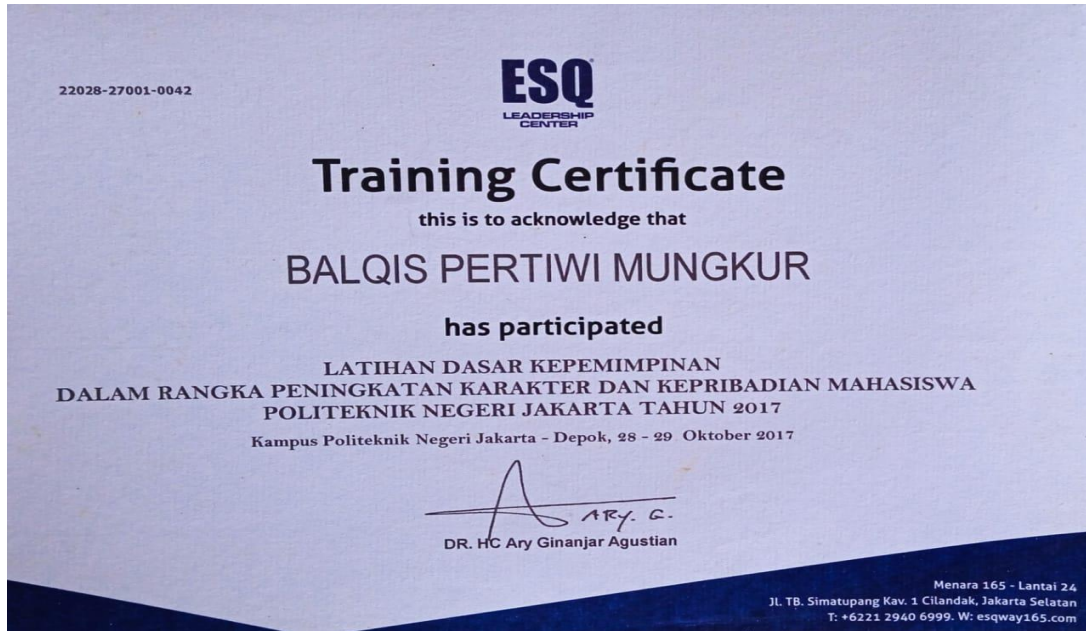 22028-27001-0042
ESQ
LEADERSHIP
CENTER
Training Certificate
this is to acknowledge that
BALQIS PERTIWI MUNGKUR
has participated
LATIHAN DASAR KEPEMIMPINAN
DALAM RANGKA PENINGKATAN KARAKTER DAN KEPRIBADIAN MAHASISWA
POLITEKNIK NEGERI JAKARTA TAHUN 2017
Kampus Politeknik Negeri Jakarta - Depok, 28 - 29 Oktober 2017
ARY. G.
DR. HC Ary Ginanjar Agustian
Menara 165 - Lantai 24
JL. TB. Simatupang Kav. 1 Cilandak, Jakarta Selatan
T: +6221 2940 6999. W: esqway165.com